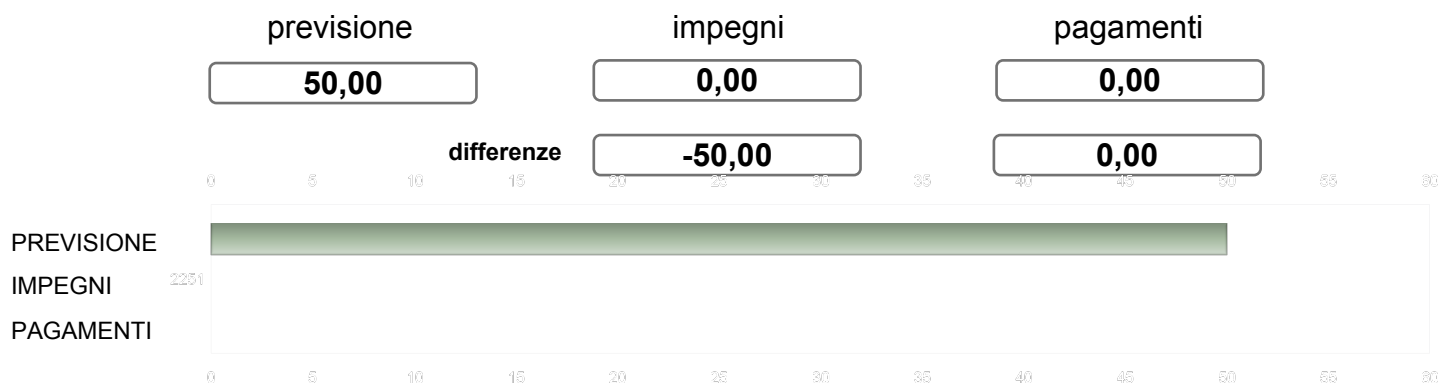 previsione impegni pagamenti
50,00 0,00 0,00
differenze -50,00 0,00
0 5 10 15 20 25 30 35 40 45 50 55 60
PREVISIONE
2251
IMPEGNI
PAGAMENTI
0 5 10 15 20 25 30 35 40 45 50 55 60